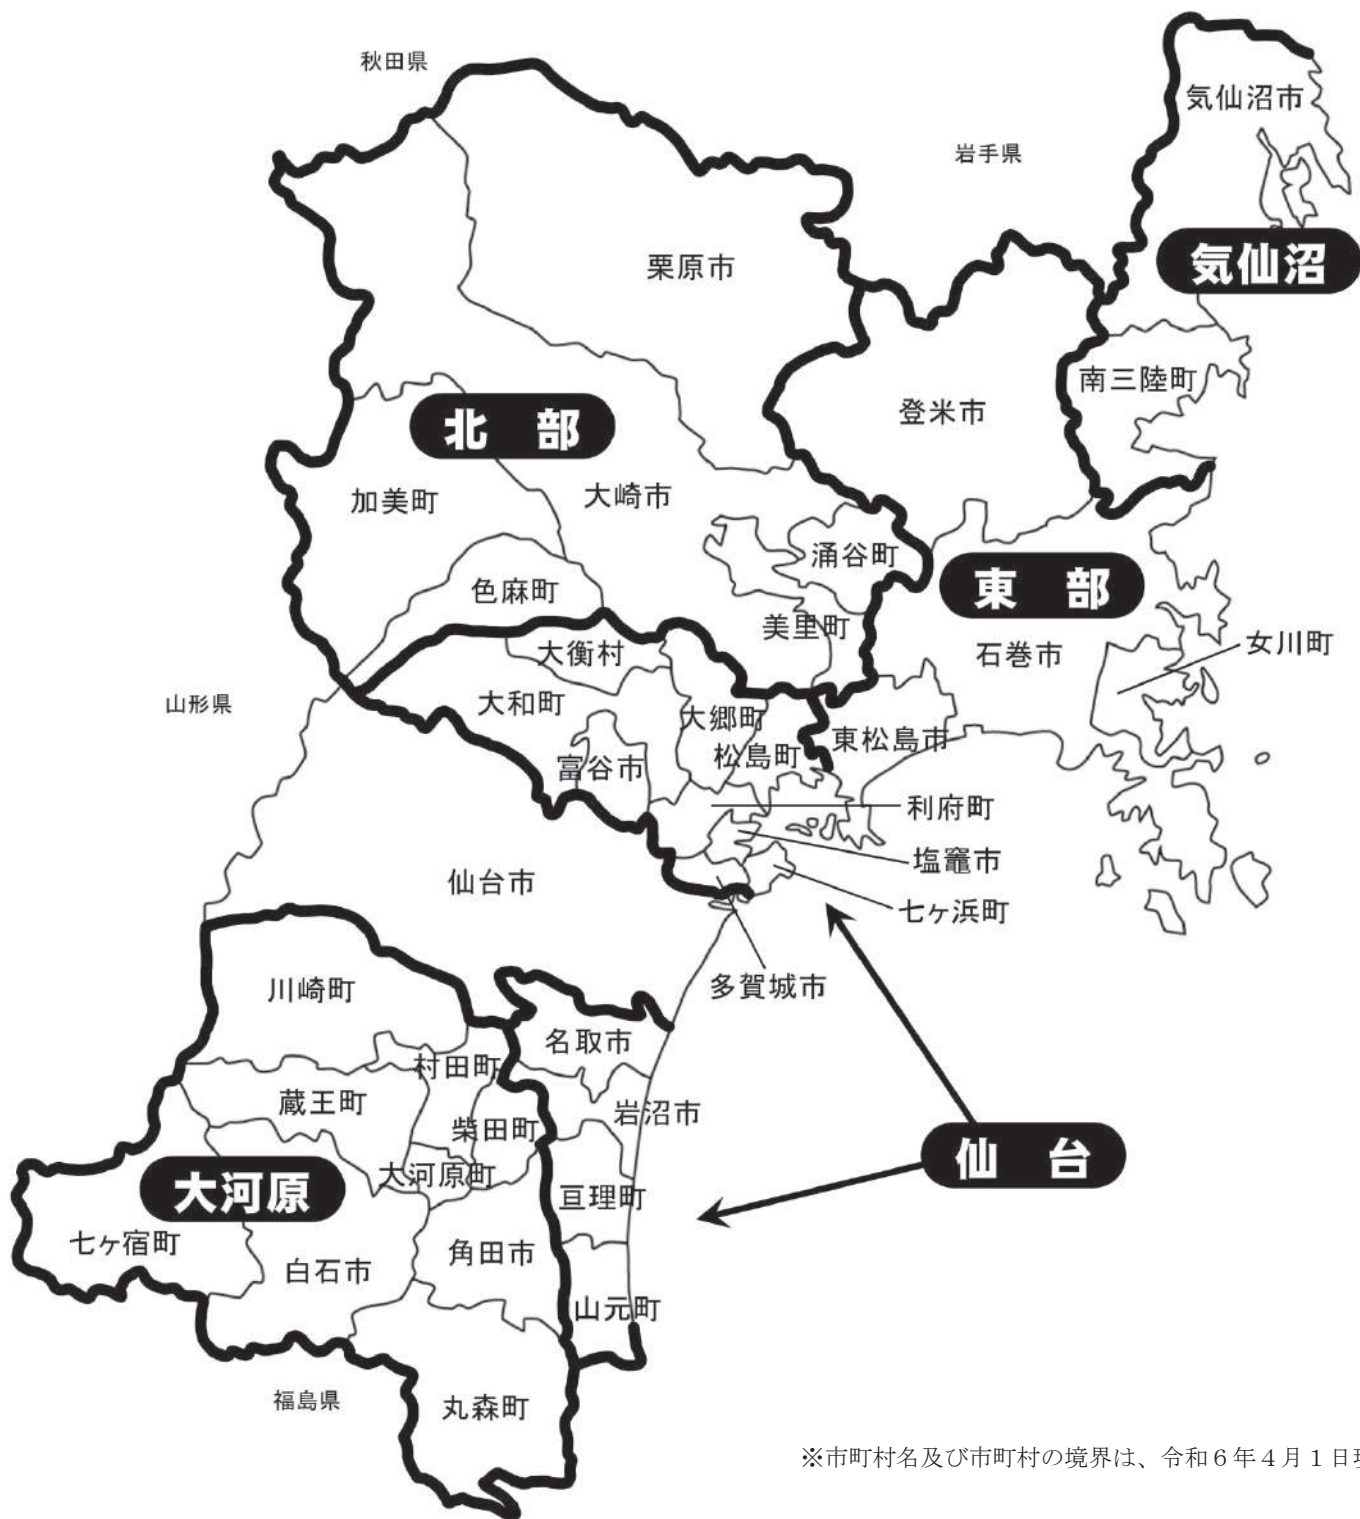 秋田県
気仙沼市
岩手県
栗原市
気仙沼
南三陸町
登米市
北 部
加美町
大崎市
涌谷町
東 部
色麻町
美里町
女川町
石巻市
大衡村
山形県
大和町
大郷町
東松島市
松島町
富谷市
利府町
塩竈市
仙台市
七ヶ浜町
多賀城市
川崎町
名取市
村田町
蔵王町
岩沼市
柴田町
仙 台
大河原町
大河原
亘理町
七ヶ宿町
角田市
白石市
山元町
福島県
丸森町
※市町村名及び市町村の境界は、令和６年４月１日